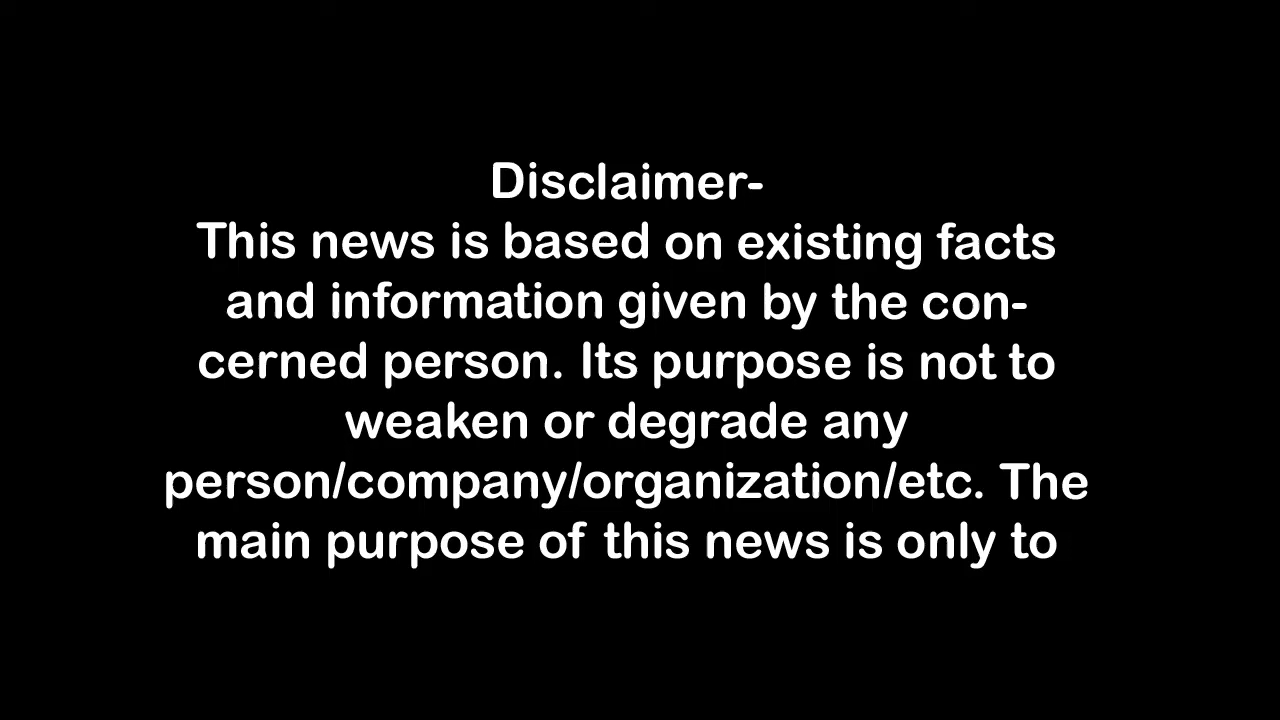 Disclaimer-
This news is based on existing facts
and information given by the con-
cerned person. Its purpose is not to
weaken or degrade any
person/company/organization/etc. The
main purpose of this news is only to